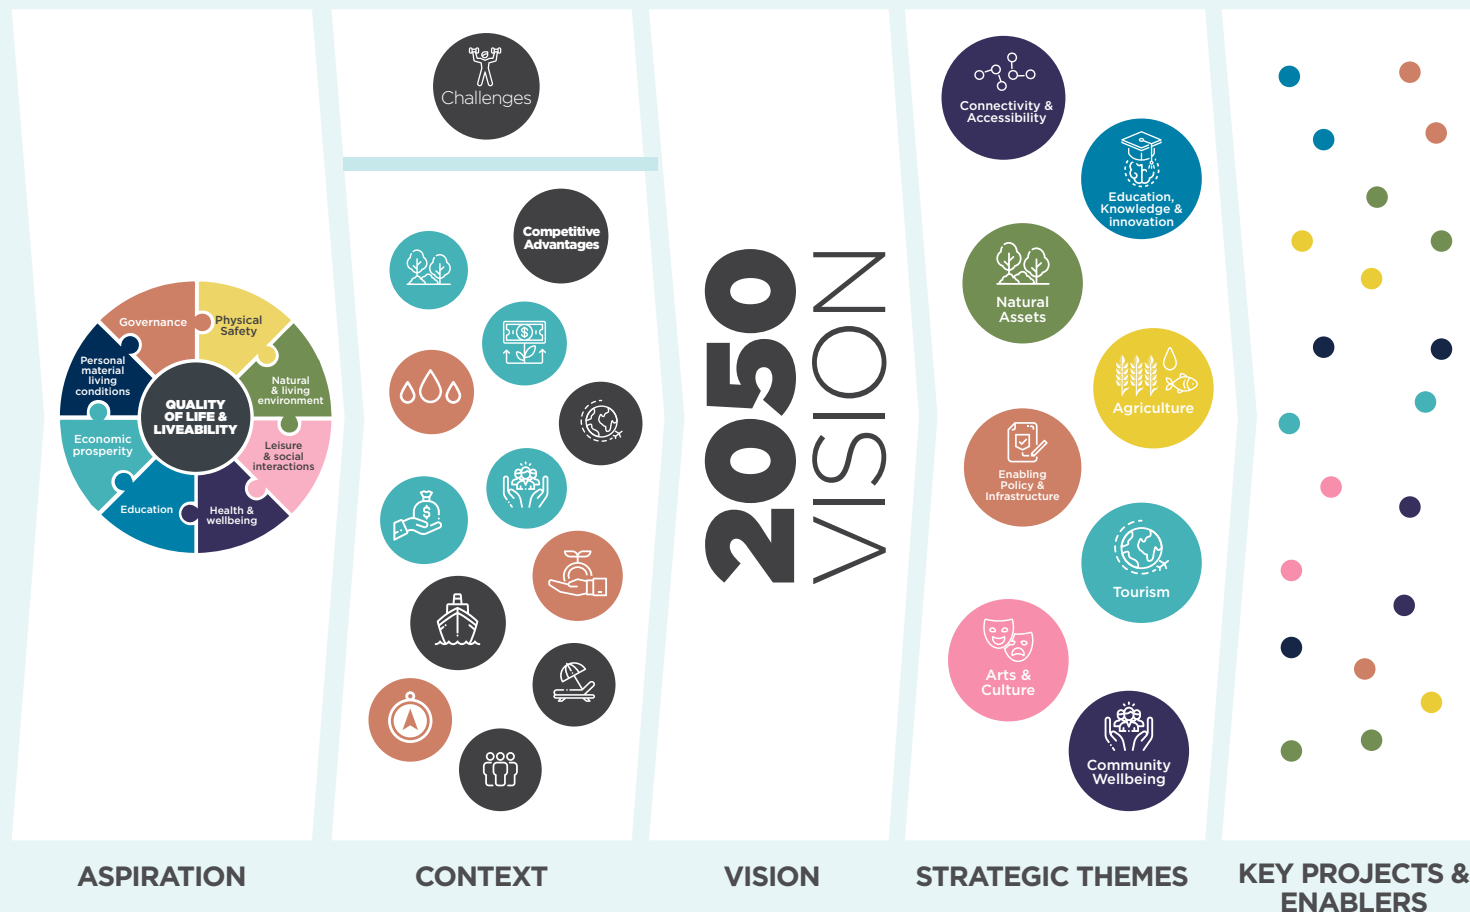 Challenges
Competitive
Advantages
Governance
Physical
Safety
Personal
material
living
conditions
Natural
& living
environment
QUALITY
OF LIFE &
LIVEABILITY
Economic
prosperity
Leisure
& social
interactions
Education
Health &
wellbeing
2050
VISION
Connectivity &
Accessibility
Education,
Knowledge &
innovation
Natural
Assets
Agriculture
Enabling
Policy &
Infrastructure
Tourism
Arts &
Culture
Community
Wellbeing
ASPIRATION
CONTEXT
VISION
STRATEGIC THEMES
KEY PROJECTS &
ENABLERS